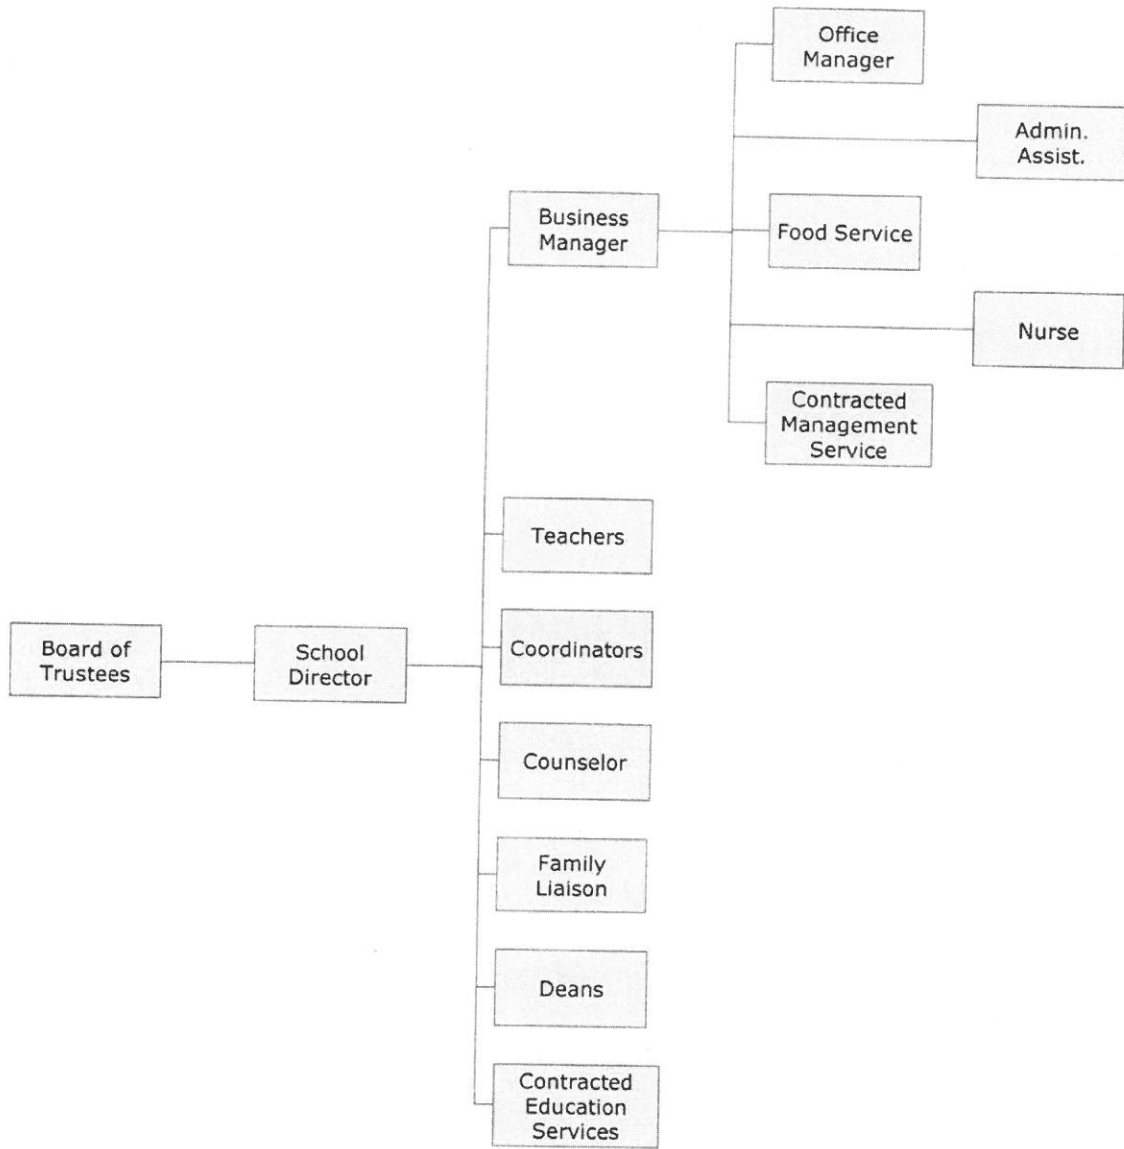 Office
Manager
Admin.
Assist.
Business
Manager
Food Service
Nurse
Contracted
Management
Service
Teachers
Board of
Trustees
School
Director
Coordinators
Counselor
Family
Liaison
Deans
Contracted
Education
Services